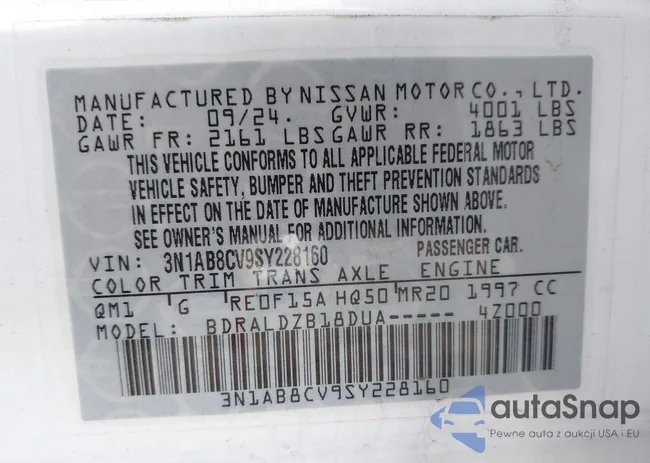 MANUFACTURED BY NISSAN MOTOR CO., LTD.
DATE: 09/24. GVWR: 4001 LBS
GAWR FR: 2161 LBS GAWR RR: 1863 LBS
THIS VEHICLE CONFORMS TO ALL APPLICABLE FEDERAL MOTOR
VEHICLE SAFETY, BUMPER AND THEFT PREVENTION STANDARDS
IN EFFECT ON THE DATE OF MANUFACTURE SHOWN ABOVE.
SEE OWNER'S MANUAL FOR ADDITIONAL INFORMATION.
VIN: 3N1AB8CV9SY228160 PASSENGER CAR.
COLOR TRIM TRANS AXLE ENGINE
QM1 G RE0F15A HQ50 MR20 1997 CC
MODEL: BDRALDZB18DUA----- 4Z000
3N1AB8CV9SY228160
autaSnap
Pewne auta z aukcji USA i EU